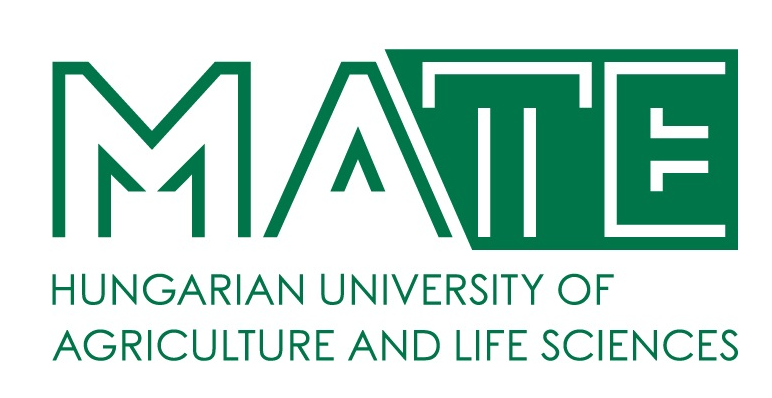 MATE
HUNGARIAN UNIVERSITY OF
AGRICULTURE AND LIFE SCIENCES